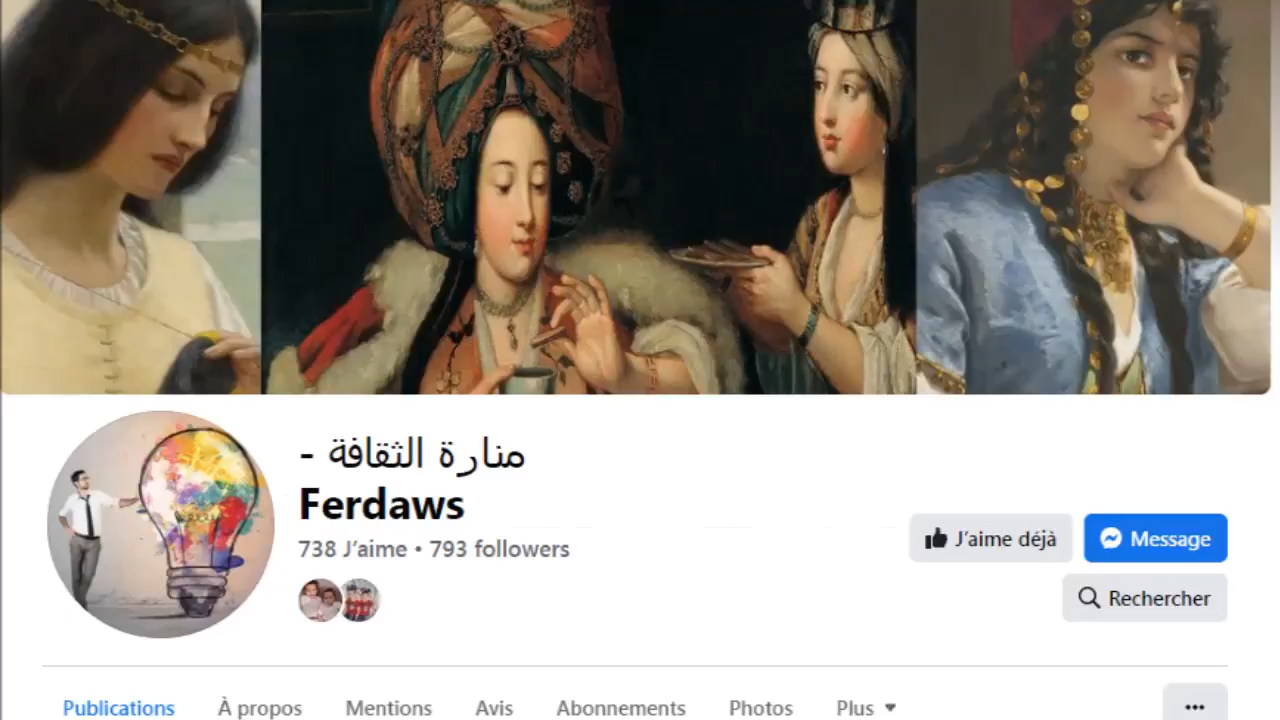 منارة الثقافة -
Ferdaws
738 J’aime • 793 followers
J’aime déjà
Message
Rechercher
Publications À propos Mentions Avis Abonnements Photos Plus